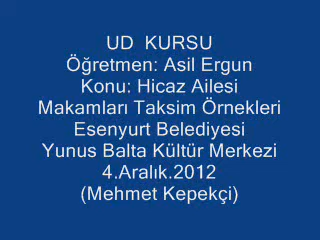 UD  KURSU
Öğretmen: Asil Ergun
Konu: Hicaz Ailesi
Makamları Taksim Örnekleri
Esenyurt Belediyesi
Yunus Balta Kültür Merkezi
4.Aralık.2012
(Mehmet Kepekçi)